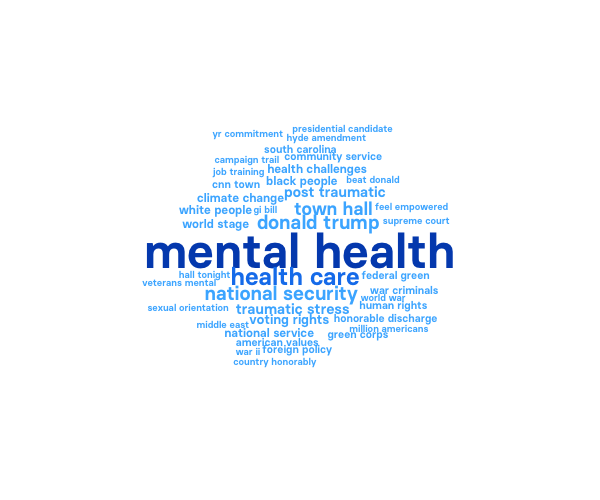 presidential candidate
yr commitment
hyde amendment
south carolina
campaign trail
community service
job training
health challenges
cnn town
black people
beat donald
climate change
post traumatic
white people
gi bill
town hall
feel empowered
world stage
donald trump
supreme court
mental health
hall tonight
health care
federal green
veterans mental
national security
war criminals
world war
sexual orientation
traumatic stress
human rights
middle east
voting rights
honorable discharge
million americans
national service
green corps
american values
war ii
foreign policy
country honorably